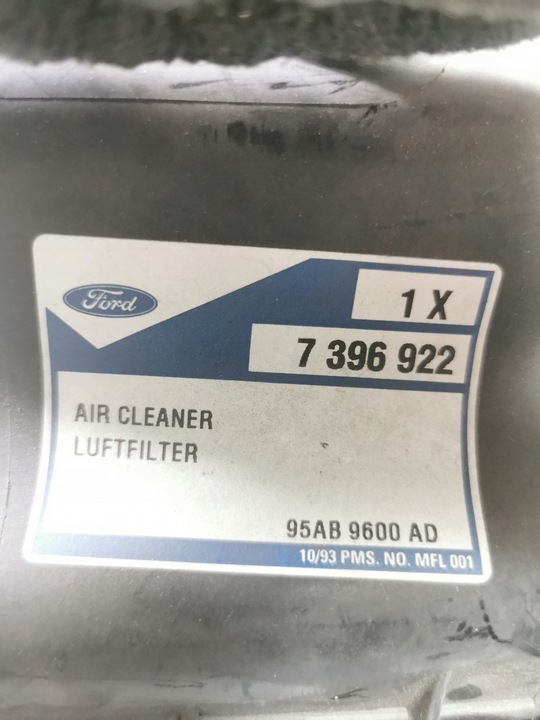 Ford
1 X
7 396 922
AIR CLEANER
LUFTFILTER
95AB 9600 AD
10/93 PMS. NO. MFL 001